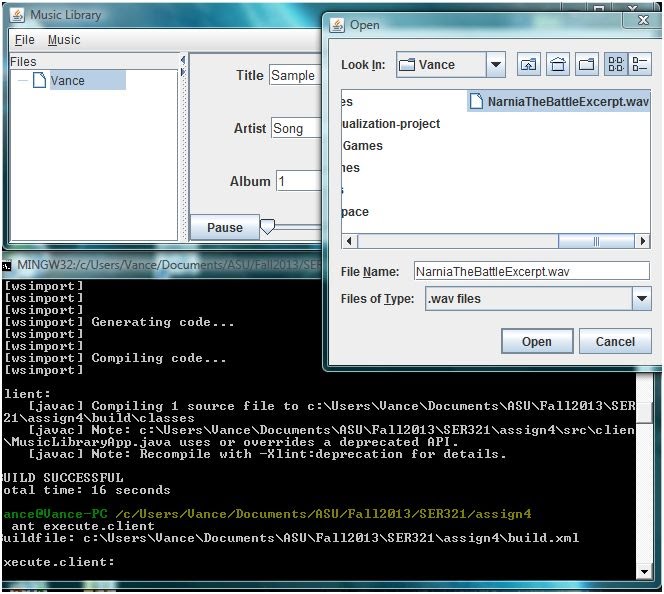 Music Library
File Music
Files
Vance
Title Sample
Artist Song
Album 1
Pause
Open
Look In: Vance
es
NarniaTheBattleExcerpt.wav
ualization-project
Games
nes
s
pace
File Name: NarniaTheBattleExcerpt.wav
Files of Type: .wav files
Open Cancel
MINGW32:/c/Users/Vance/Documents/ASU/Fall2013/SER
[wsimport]
[wsimport]
[wsimport]
[wsimport] Generating code...
[wsimport]
[wsimport]
[wsimport] Compiling code...
[wsimport]
lient:
[javac] Compiling 1 source file to c:\Users\Vance\Documents\ASU\Fall2013\SER
21\assign4\build\classes
[javac] Note: c:\Users\Vance\Documents\ASU\Fall2013\SER321\assign4\src\clien
\MusicLibraryApp.java uses or overrides a deprecated API.
[javac] Note: Recompile with -Xlint:deprecation for details.
BUILD SUCCESSFUL
otal time: 16 seconds
ance@Vance-PC /c/Users/Vance/Documents/ASU/Fall2013/SER321/assign4
ant execute.client
Buildfile: c:\Users\Vance\Documents\ASU\Fall2013\SER321\assign4\build.xml
execute.client: